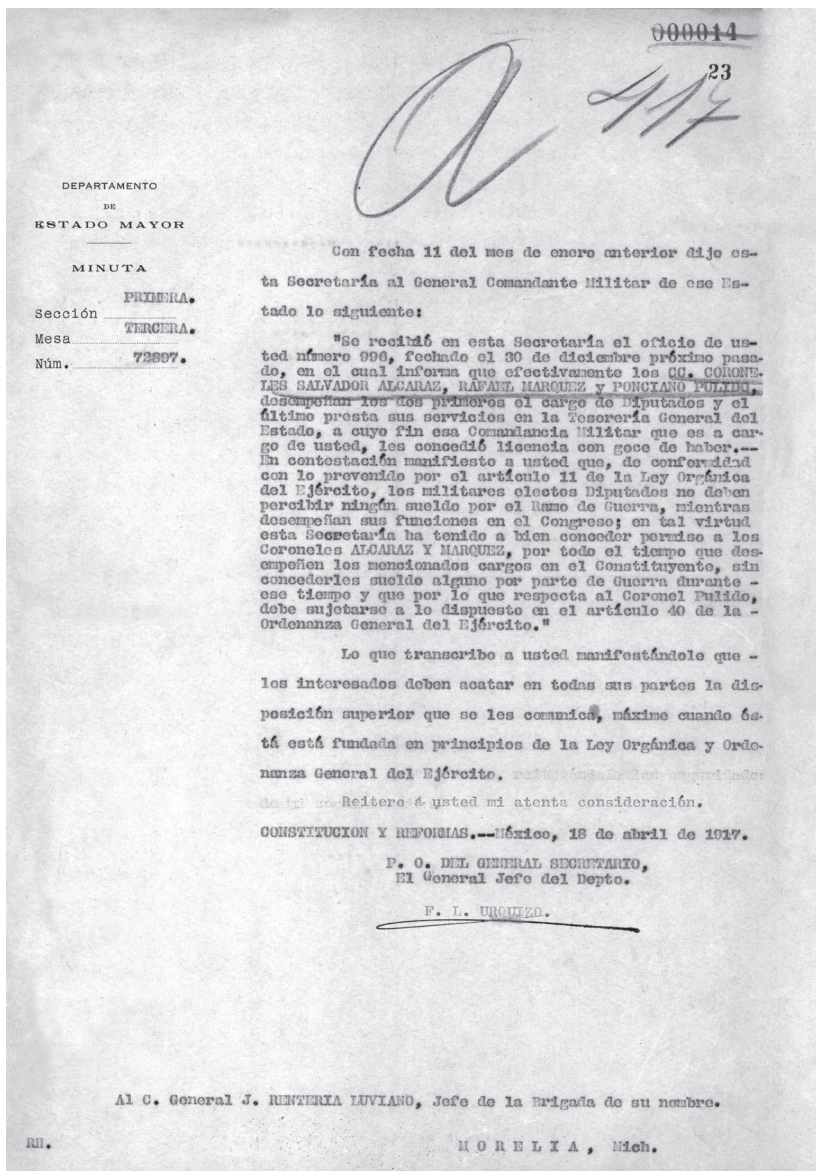 000014
23
A 417
DEPARTAMENTO
DE
ESTADO MAYOR
MINUTA
Sección PRIMERA.
Mesa TERCERA.
Núm. 72897.
Con fecha 11 del mes de enero anterior dijo es-
ta Secretaría al General Comandante Militar de ese Es-
tado lo siguiente:
"Se recibió en esta Secretaría el oficio de us-
ted número 996, fechado el 30 de diciembre próximo pasa-
do, en el cual informa que efectivamente los CC. CORONE-
LES SALVADOR ALCARAZ, RAFAEL MARQUEZ y PONCIANO PULIDO,
desempeñan los dos primeros el cargo de Diputados y el
último presta sus servicios en la Tesorería General del
Estado, a cuyo fin esa Comandancia Militar que es a car-
go de usted, les concedió licencia con goce de haber.--
En contestación manifiesto a usted que, de conformidad
con lo prevenido por el artículo 11 de la Ley Orgánica
del Ejército, los militares electos Diputados no deben
percibir ningún sueldo por el Ramo de Guerra, mientras
desempeñan sus funciones en el Congreso; en tal virtud
esta Secretaría ha tenido a bien conceder permiso a los
Coroneles ALCARAZ Y MARQUEZ, por todo el tiempo que des-
empeñen los mencionados cargos en el Constituyente, sin
concederles sueldo alguno por parte de Guerra durante -
ese tiempo y que por lo que respecta al Coronel Pulido,
debe sujetarse a lo dispuesto en el artículo 40 de la -
Ordenanza General del Ejército."
Lo que transcribo a usted manifestándole que -
los interesados deben acatar en todas sus partes la dis-
posición superior que se les comunica, máxime cuando és-
tá está fundada en principios de la Ley Orgánica y Orde-
nanza General del Ejército.
Reitero á usted mi atenta consideración.
CONSTITUCION Y REFORMAS.--México, 18 de abril de 1917.
P. O. DEL GENERAL SECRETARIO,
El General Jefe del Depto.
F. L. URQUIZO.
Al C. General J. RENTERIA LUVIANO, Jefe de la Brigada de su nombre.
RH.
MORELIA, Mich.